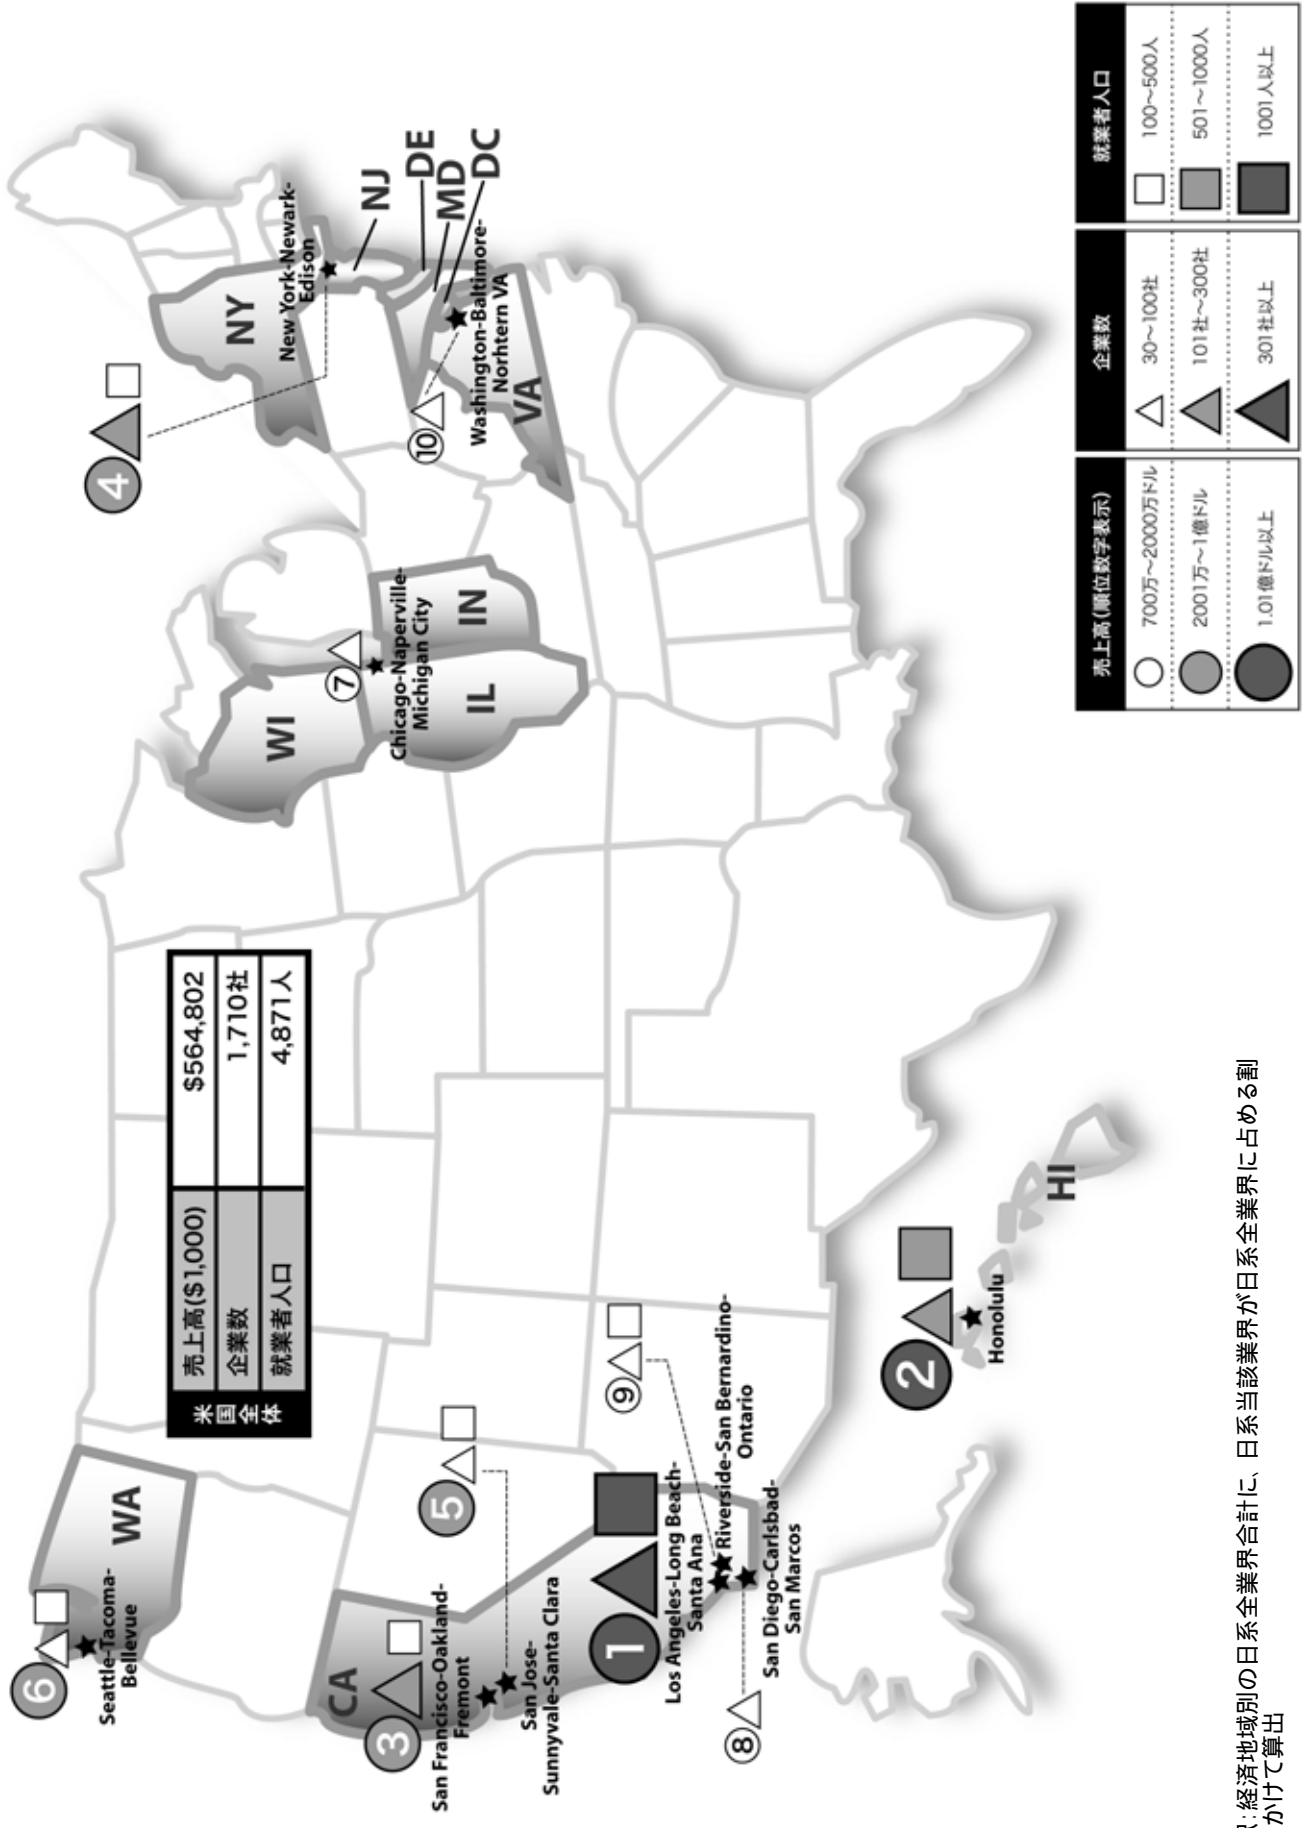 米国全体
売上高($1,000) $564,802
企業数 1,710社
就業者人口 4,871人
6
WA
Seattle-Tacoma-
Bellevue
CA
3
San Francisco-Oakland-
Fremont
5
San Jose-
Sunnyvale-Santa Clara
1
Los Angeles-Long Beach-
Santa Ana
9
Riverside-San Bernardino-
Ontario
8
San Diego-Carlsbad-
San Marcos
2
Honolulu
HI
WI
7
Chicago-Naperville-
Michigan City
IL
IN
4
NY
New York-Newark-
Edison
NJ
DE
MD
DC
10
Washington-Baltimore-
Norhtern VA
VA
売上高(順位数字表示)
700万~2000万ドル
2001万~1億ドル
1.01億ドル以上
企業数
30~100社
101社~300社
301社以上
就業者人口
100~500人
501~1000人
1001人以上
:経済地域別の日系全業界合計に、日系当該業界が日系全業界に占める割
かけて算出